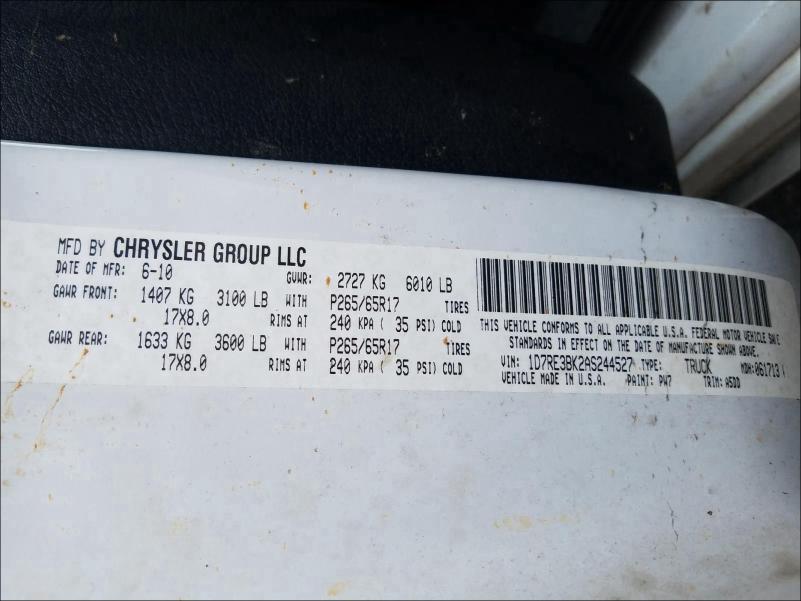 MFD BY CHRYSLER GROUP LLC
DATE OF MFR: 6-10 GVWR: 2727 KG 6010 LB
GAWR FRONT: 1407 KG 3100 LB WITH P265/65R17 TIRES
17X8.0 RIMS AT 240 KPA ( 35 PSI) COLD
GAWR REAR: 1633 KG 3600 LB WITH P265/65R17 TIRES
17X8.0 RIMS AT 240 KPA ( 35 PSI) COLD
THIS VEHICLE CONFORMS TO ALL APPLICABLE U.S.A. FEDERAL MOTOR VEHICLE
STANDARDS IN EFFECT ON THE DATE OF MANUFACTURE SHOWN ABOVE.
VIN: 1D7RE3BK2AS244527 TYPE: TRUCK MDH: 061713
VEHICLE MADE IN U.S.A. PAINT: PW7 TRIM: A5DD